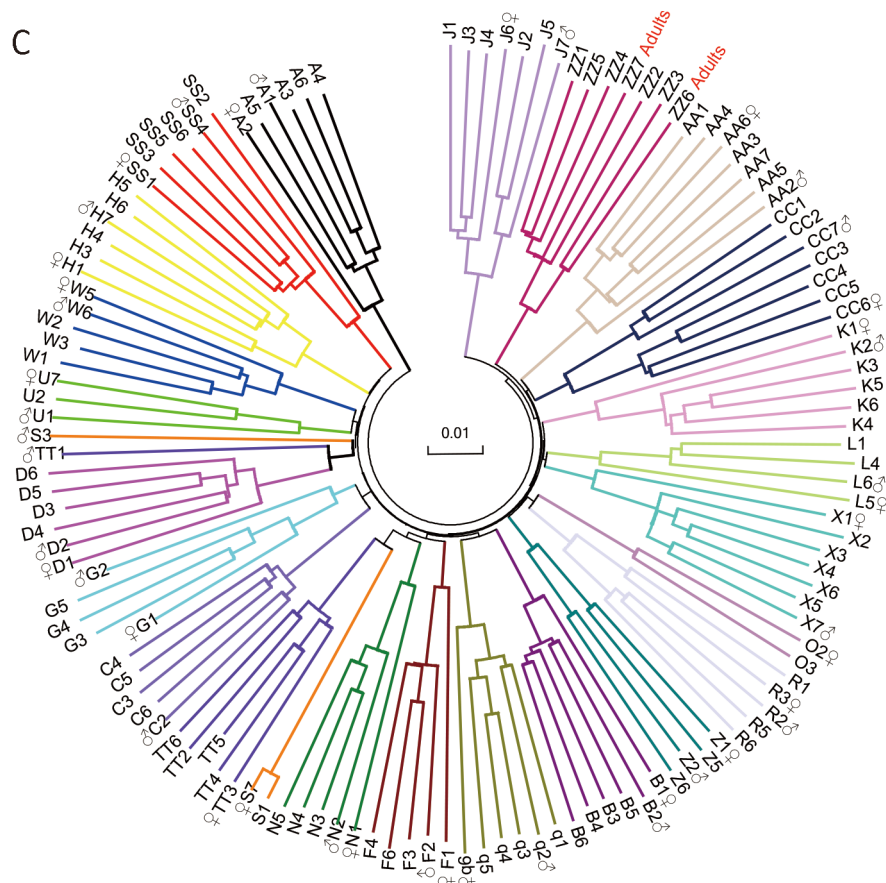 C
J1
J3
J4
J6♀
J2
J5
J7♂
ZZ1
ZZ5
ZZ4
ZZ7 Adults
ZZ2
ZZ3
ZZ6 Adults
AA1
AA4
AA6♀
AA3
AA7
AA5
AA2♂
CC1
CC2
CC7♂
CC3
CC4
CC5
CC6♀
K1♀
K2♂
K3
K5
K6
K4
L1
L4
L6♂
L5♀
X1♀
X2
X3
X4
X6
X5
X7♂
O2♀
O3
R1
R3♀
R2♂
R5
R6
Z1♀
Z5
Z2♂
Z6
B1♀
B2♂
B5
B3
B4
B6
q1
q2♂
q3
q4
q5
q6♀
F1♀
F2♂
F3
F6
F4
N1♀
N2♂
N3
N4
N5
S1
S7♀
TT3♀
TT4
TT5
TT2
TT6
C2
C6♂
C3
C5
C4
♀G1
G3
G4
G5
♂G2
♀D1
♂D2
D4
D3
D5
D6
♂TT1
♂S3
♂U1
U2
♀U7
W1
W3
W2
♂W6
♀W5
♀H1
H3
H4
♂H7
H6
H5
♀SS1
SS3
SS5
SS6
♂SS4
SS2
♀A2
A5
♂A1
A3
A6
A4
0.01